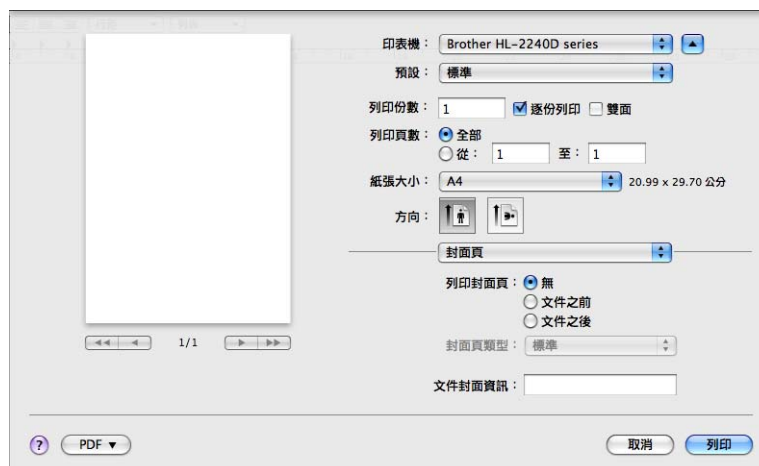 印表機： Brother HL-2240D series
預設： 標準
列印份數： 1 逐份列印 雙面
列印頁數： 全部
從： 1 至： 1
紙張大小： A4 20.99 x 29.70 公分
方向：
封面頁
列印封面頁： 無
文件之前
文件之後
1/1
封面頁類型： 標準
文件封面資訊：
? PDF 取消 列印